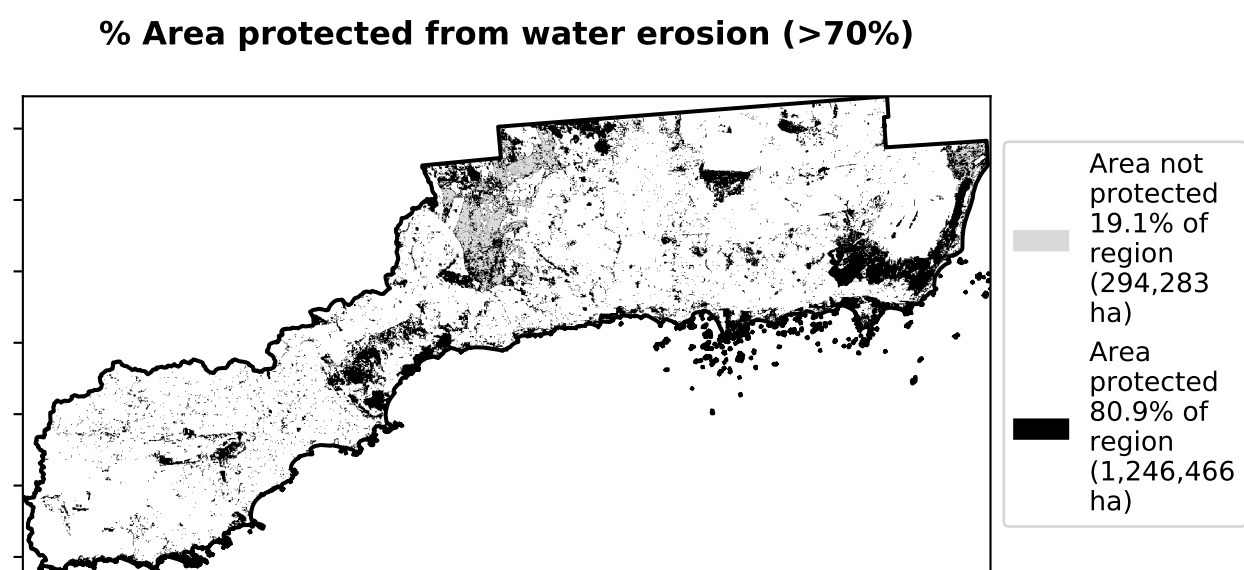 % Area protected from water erosion (>70%)
Area not
protected
19.1% of
region
(294,283
ha)
Area
protected
80.9% of
region
(1,246,466
ha)